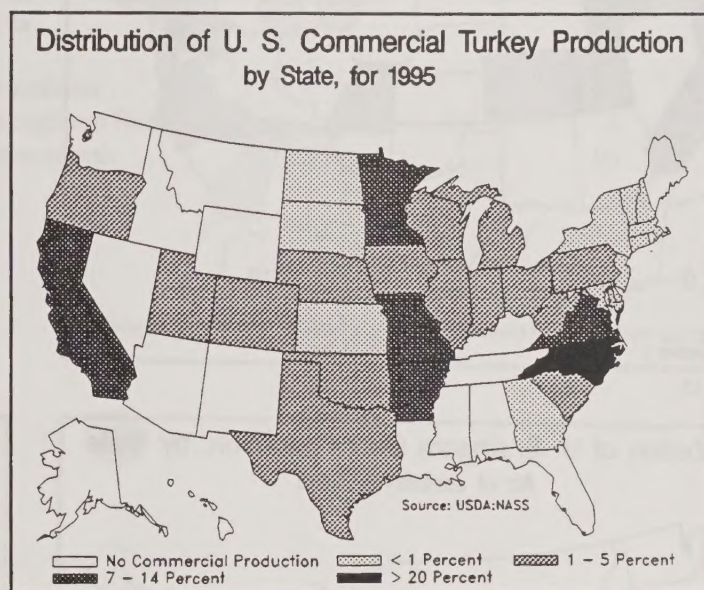 Distribution of U. S. Commercial Turkey Production
by State, for 1995
Source: USDA:NASS
No Commercial Production < 1 Percent 1 - 5 Percent
7 - 14 Percent > 20 Percent